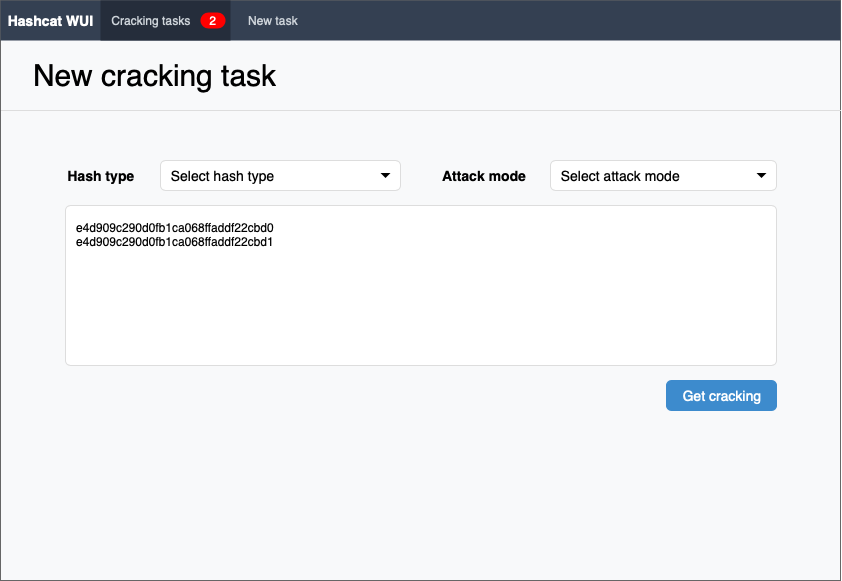 Hashcat WUI Cracking tasks 2 New task
New cracking task
Hash type Select hash type Attack mode Select attack mode
e4d909c290d0fb1ca068ffaddf22cbd0
e4d909c290d0fb1ca068ffaddf22cbd1
Get cracking